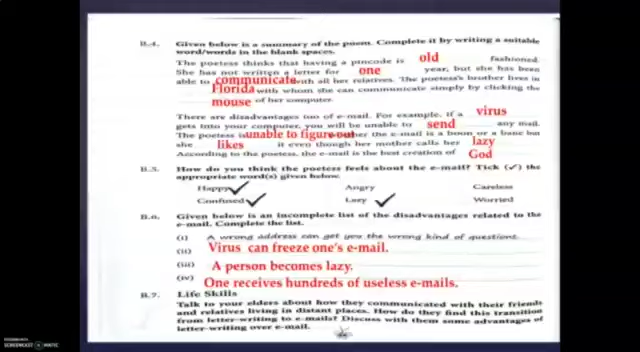 B.4. Given below is a summary of the poem. Complete it by writing a suitable
word/words in the blank spaces.
The poetess thinks that having a pincode is old fashioned.
She has not written a letter for one year, but she has been
able to communicate with all her relatives. The poetess's brother lives in
Florida with whom she can communicate simply by clicking the
mouse of her computer.
There are disadvantages too of e-mail. For example, if a virus
gets into your computer, you will be unable to send any mail.
The poetess is unable to figure out whether the e-mail is a boon or a bane but
she likes it even though her mother calls her lazy
According to the poetess, the e-mail is the best creation of God
B.5. How do you think the poetess feels about the e-mail? Tick (✓) the
appropriate word(s) given below.
Happy ✓ Angry Careless
Confused ✓ Lazy ✓ Worried
B.6. Given below is an incomplete list of the disadvantages related to the
e-mail. Complete the list.
(i) A wrong address can get you the wrong kind of questions.
(ii) Virus can freeze one's e-mail.
(iii) A person becomes lazy.
(iv) One receives hundreds of useless e-mails.
B.7. Life Skills
Talk to your elders about how they communicated with their friends
and relatives living in distant places. How do they find this transition
from letter-writing to e-mails? Discuss with them some advantages of
letter-writing over e-mail.
SCREENCAST MATIC